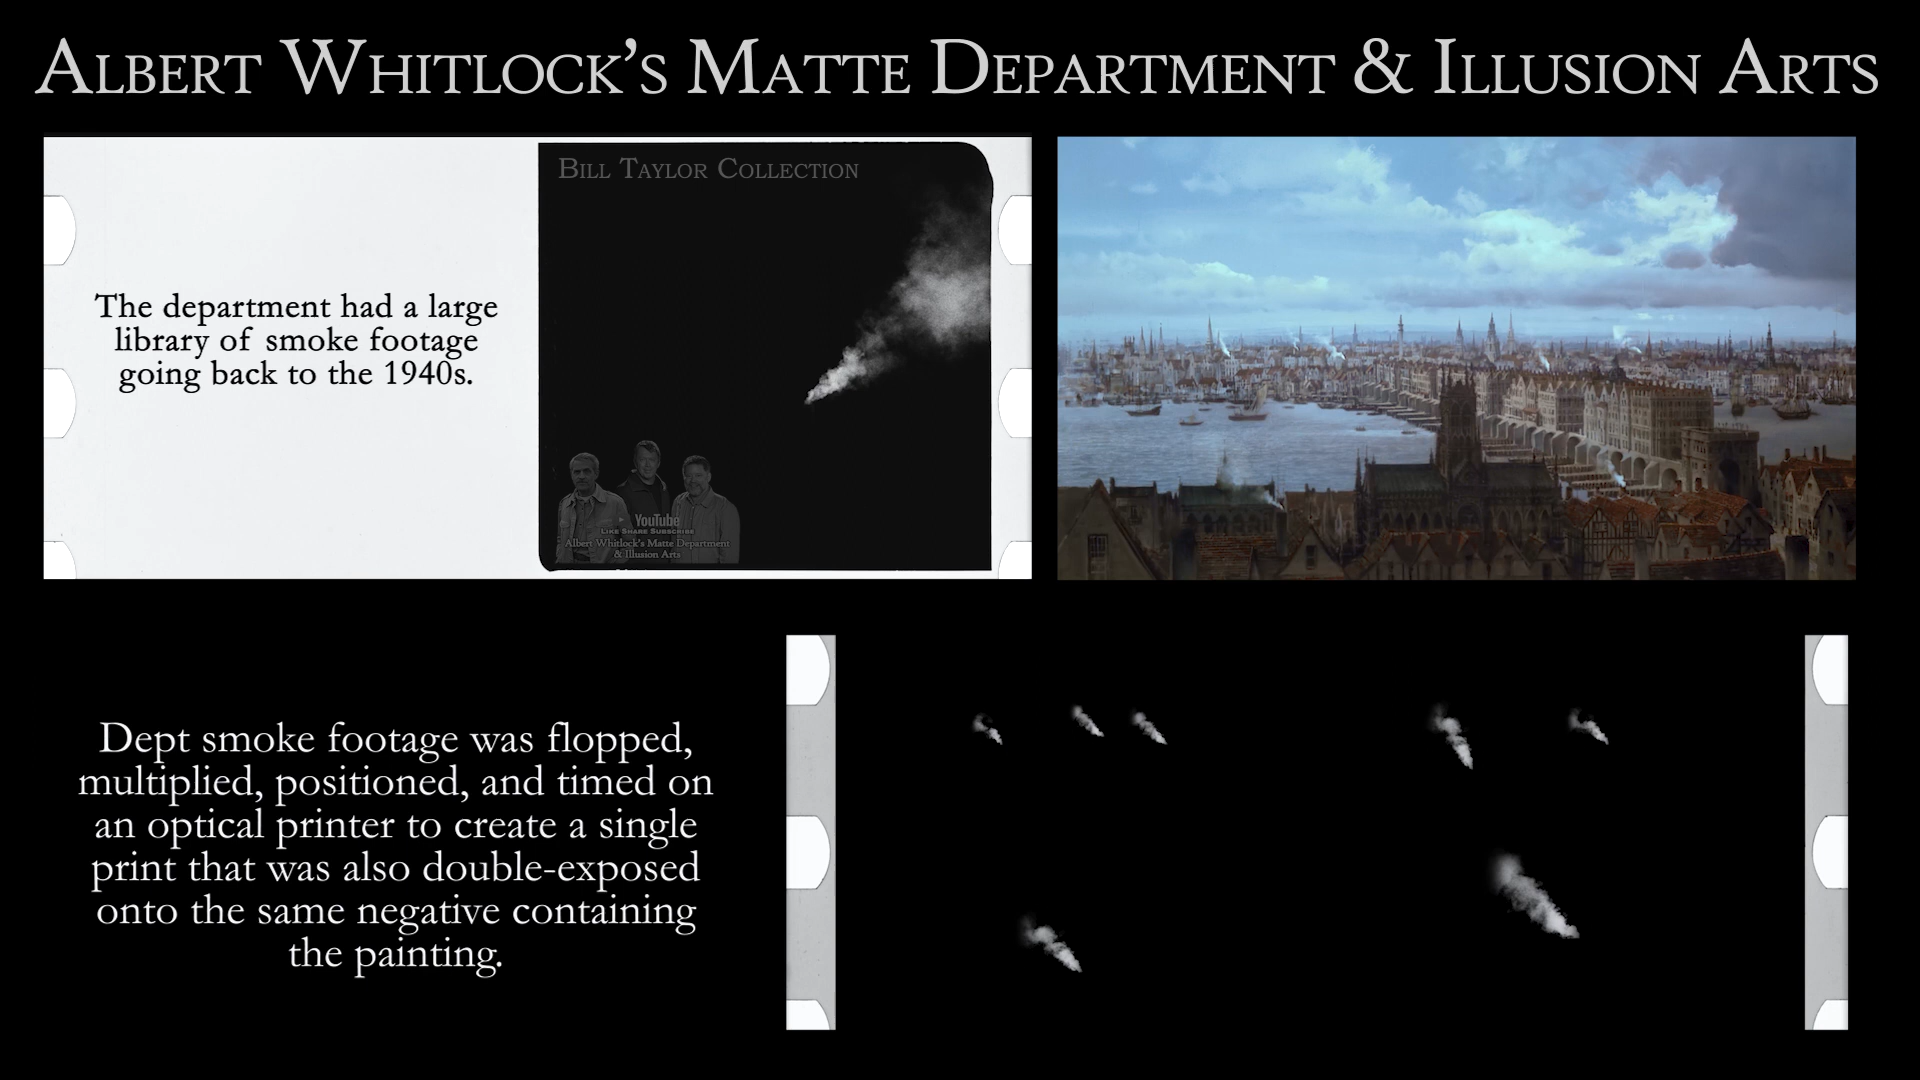 Albert Whitlock's Matte Department & Illusion Arts
Bill Taylor Collection
The department had a large
library of smoke footage
going back to the 1940s.
YouTube
Like Share Subscribe
Albert Whitlock's Matte Department
& Illusion Arts
Dept smoke footage was flopped,
multiplied, positioned, and timed on
an optical printer to create a single
print that was also double-exposed
onto the same negative containing
the painting.